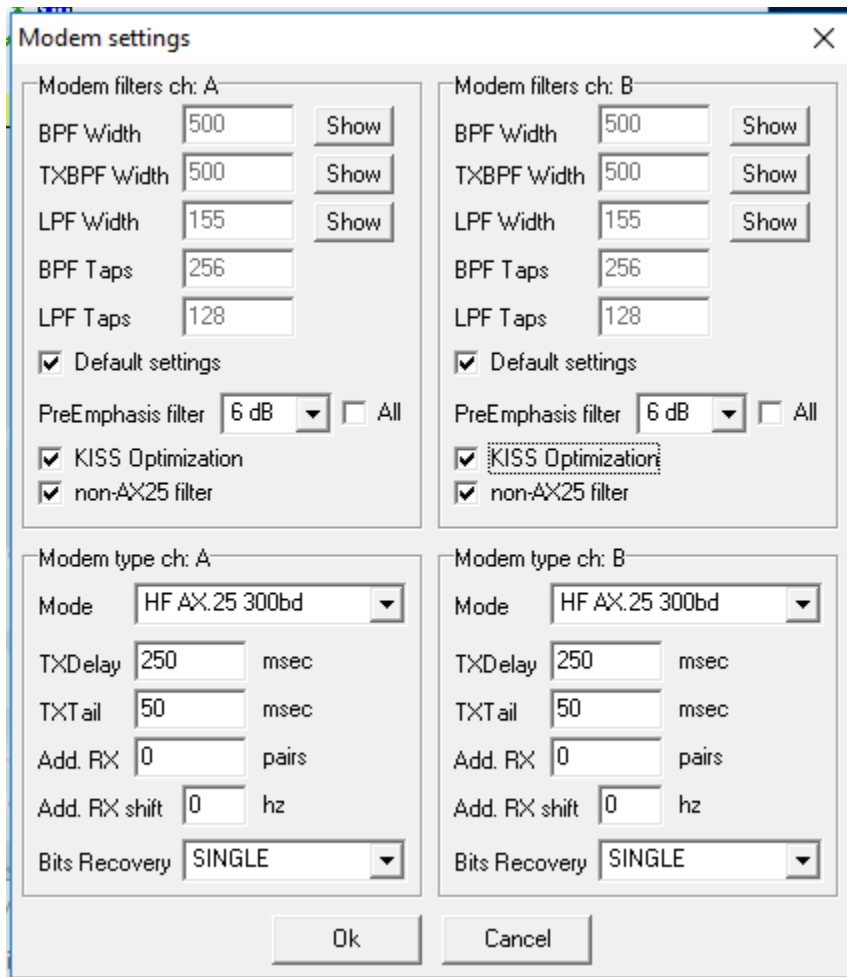 Modem settings
Modem filters ch: A
BPF Width 500 Show
TXBPF Width 500 Show
LPF Width 155 Show
BPF Taps 256
LPF Taps 128
Default settings
PreEmphasis filter 6 dB All
KISS Optimization
non-AX25 filter
Modem filters ch: B
BPF Width 500 Show
TXBPF Width 500 Show
LPF Width 155 Show
BPF Taps 256
LPF Taps 128
Default settings
PreEmphasis filter 6 dB All
KISS Optimization
non-AX25 filter
Modem type ch: A
Mode HF AX.25 300bd
TXDelay 250 msec
TXTail 50 msec
Add. RX 0 pairs
Add. RX shift 0 hz
Bits Recovery SINGLE
Modem type ch: B
Mode HF AX.25 300bd
TXDelay 250 msec
TXTail 50 msec
Add. RX 0 pairs
Add. RX shift 0 hz
Bits Recovery SINGLE
Ok Cancel